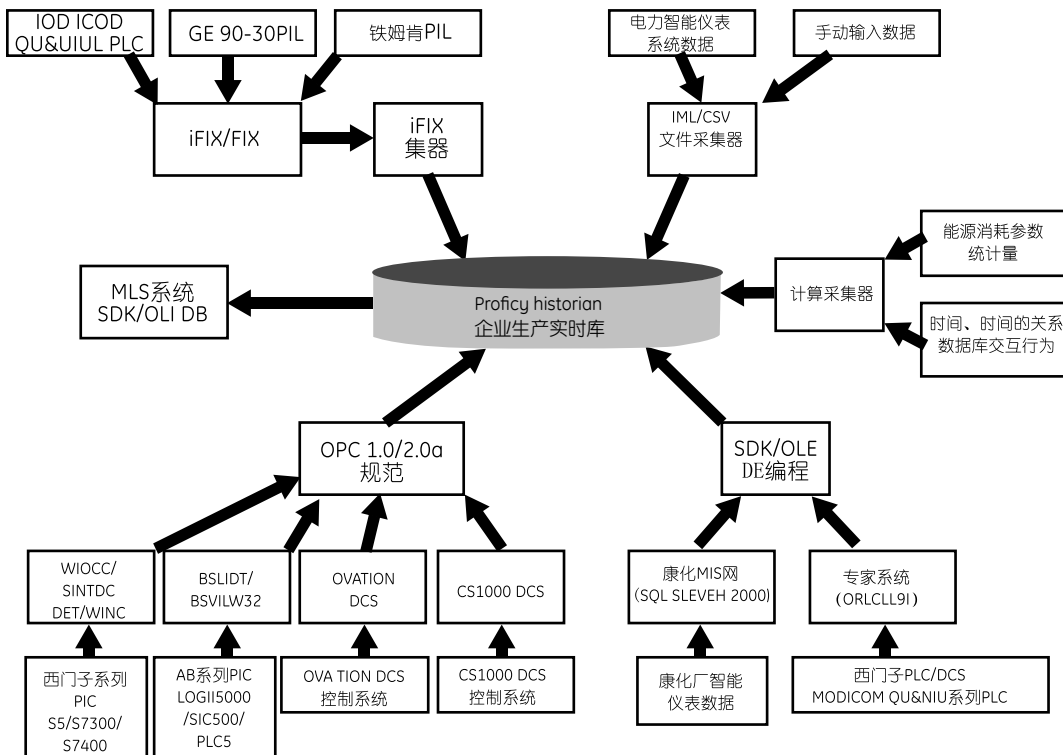 IOD ICOD
QU&UIUL PLC
GE 90-30PIL
铁姆肯PIL
电力智能仪表
系统数据
手动输入数据
iFIX/FIX
iFIX
集器
IML/CSV
文件采集器
能源消耗参数
统计量
MLS系统
SDK/OLI DB
Proficy historian
企业生产实时库
计算采集器
时间、时间的关系
数据库交互行为
OPC 1.0/2.0a
规范
SDK/OLE
DE编程
WIOCC/
SINTDC
DET/WINC
BSLIDT/
BSVILW32
OVATION
DCS
CS1000 DCS
康化MIS网
(SQL SLEVEH 2000)
专家系统
(ORLCLL9I)
西门子系列
PIC
S5/S7300/
S7400
AB系列PIC
LOGII5000
/SIC500/
PLC5
OVA TION DCS
控制系统
CS1000 DCS
控制系统
康化厂智能
仪表数据
西门子PLC/DCS
MODICOM QU&NIU系列PLC